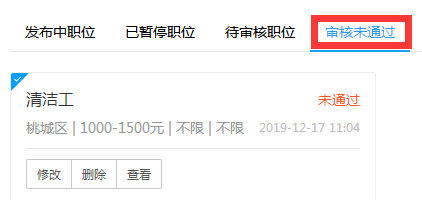 发布中职位 已暂停职位 待审核职位 审核未通过
清洁工 未通过
桃城区 | 1000-1500元 | 不限 | 不限 2019-12-17 11:04
修改 删除 查看